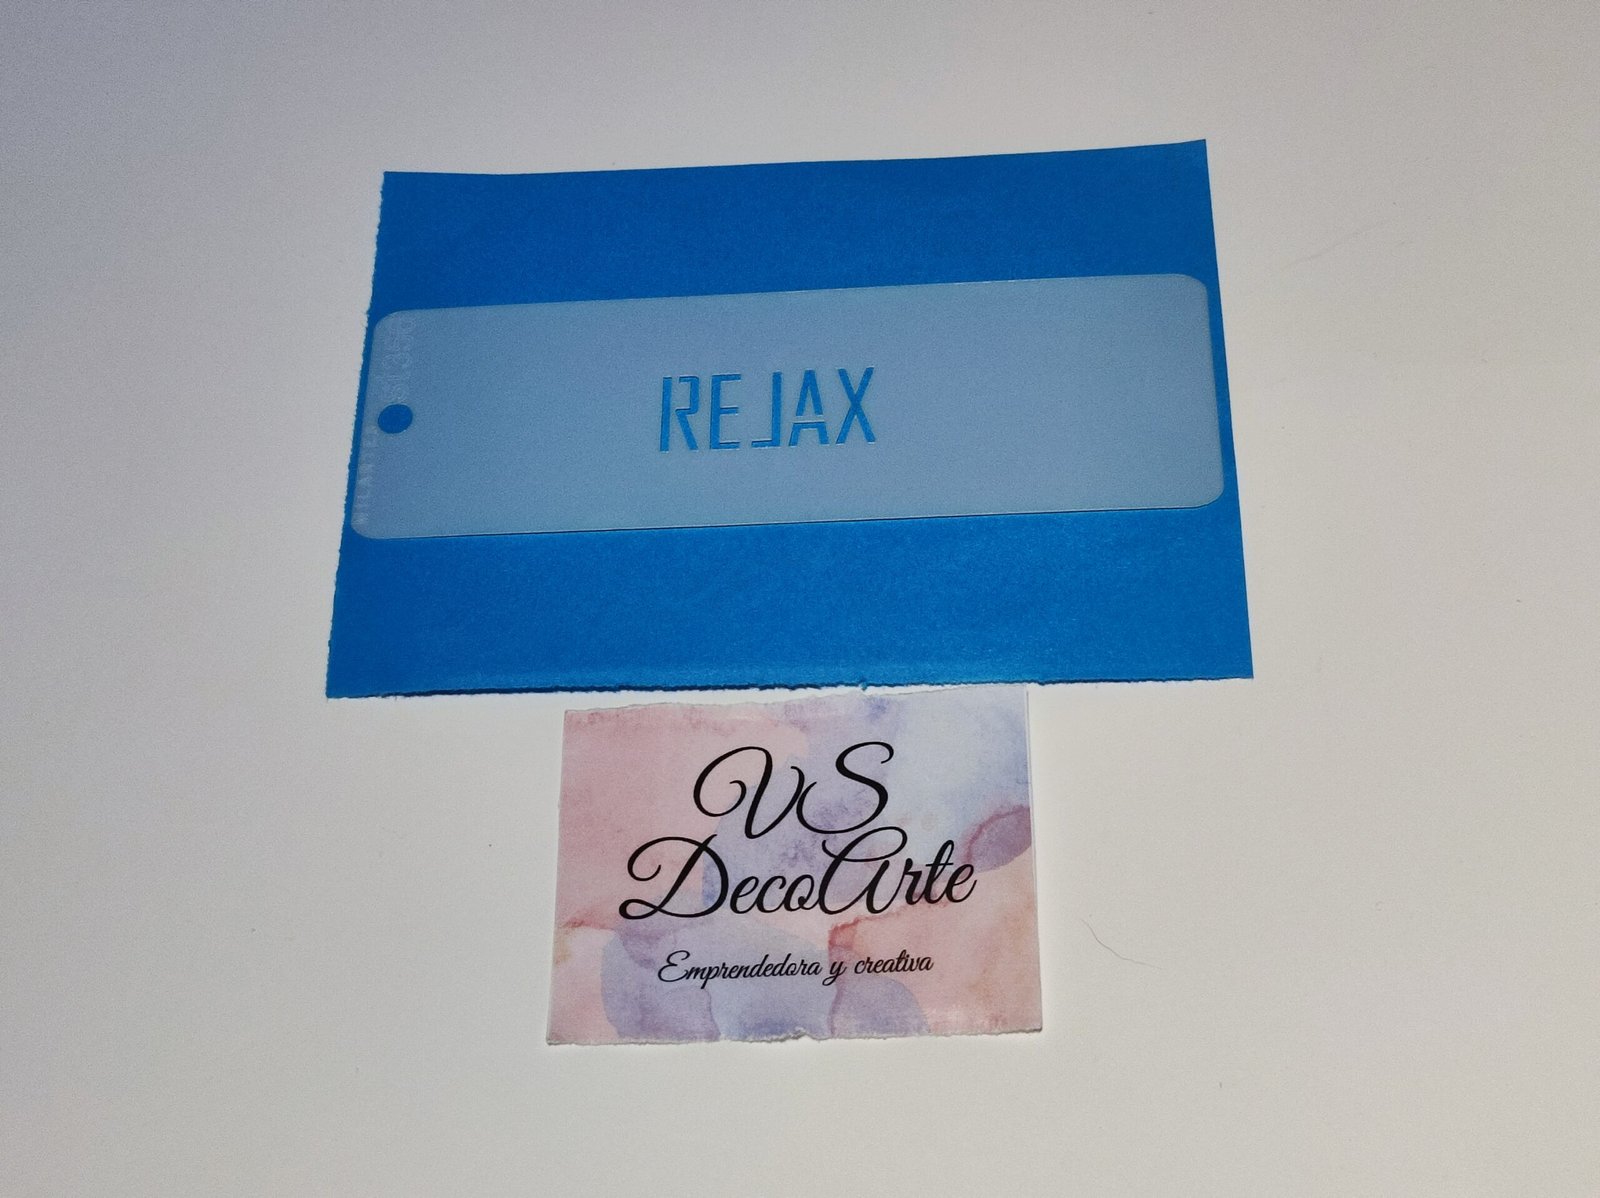 RELAX
VS
DecoArte
Emprendedora y creativa